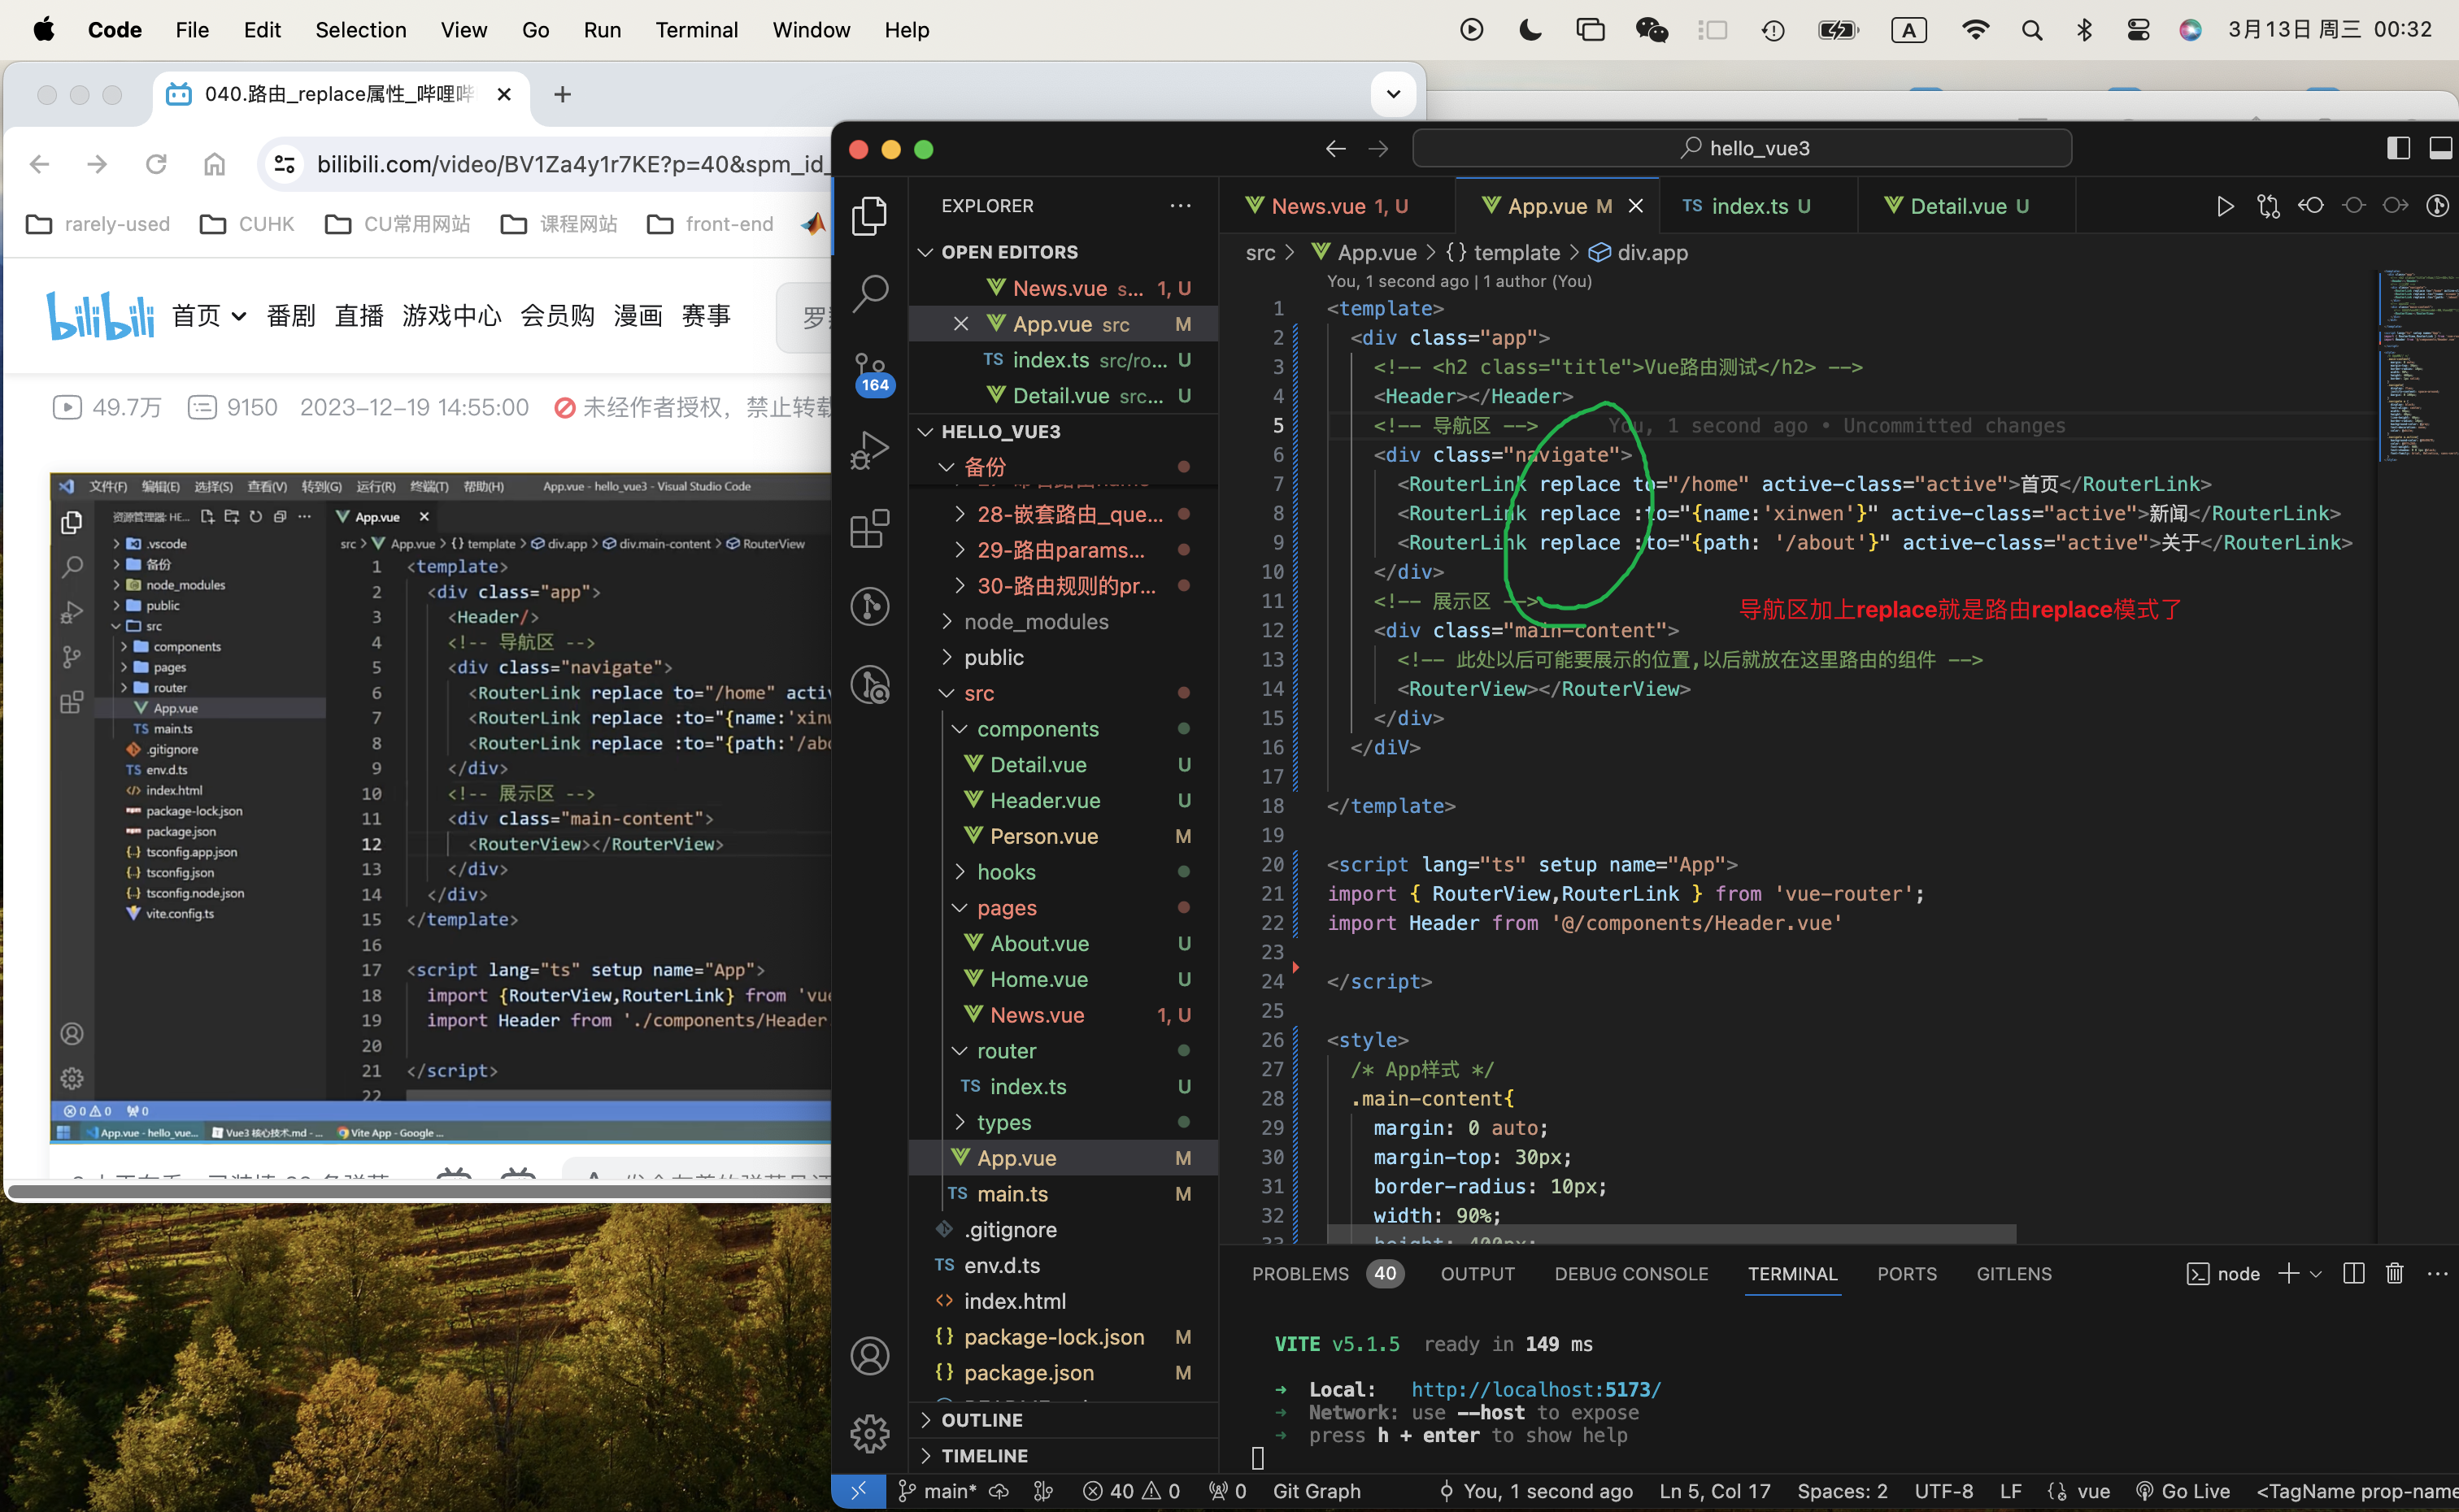 Code File Edit Selection View Go Run Terminal Window Help
A 3月13日 周三 00:32
040.路由_replace属性_哔哩哔
bilibili.com/video/BV1Za4y1r7KE?p=40&spm_id_
rarely-used CUHK CU常用网站 课程网站 front-end
bilibili 首页 番剧 直播 游戏中心 会员购 漫画 赛事 罗
49.7万 9150 2023-12-19 14:55:00 未经作者授权，禁止转载
文件(F) 编辑(E) 选择(S) 查看(V) 转到(G) 运行(R) 终端(T) 帮助(H) App.vue - hello_vue3 - Visual Studio Code
资源管理器: HE... App.vue
src > App.vue > {} template > div.app > div.main-content > RouterView
.vscode
备份
node_modules
public
src
components
pages
router
App.vue
TS main.ts
.gitignore
TS env.d.ts
index.html
package-lock.json
package.json
tsconfig.app.json
tsconfig.json
tsconfig.node.json
vite.config.ts
1 <template>
2 <div class="app">
3 <Header/>
4 <!-- 导航区 -->
5 <div class="navigate">
6 <RouterLink replace to="/home" activ
7 <RouterLink replace :to="{name:'xinw
8 <RouterLink replace :to="{path:'/abo
9 </div>
10 <!-- 展示区 -->
11 <div class="main-content">
12 <RouterView></RouterView>
13 </div>
14 </div>
15 </template>
16
17 <script lang="ts" setup name="App">
18 import {RouterView,RouterLink} from 'vue
19 import Header from './components/Header.
20
21 </script>
22
0 0 0
App.vue - hello_vue... Vue3 核心技术.md - ... Vite App - Google ...
hello_vue3
EXPLORER
OPEN EDITORS
News.vue s... 1, U
App.vue src M
TS index.ts src/ro... U
Detail.vue src... U
164
HELLO_VUE3
备份
28-嵌套路由_que...
29-路由params...
30-路由规则的pr...
node_modules
public
src
components
Detail.vue U
Header.vue U
Person.vue M
hooks
pages
About.vue U
Home.vue U
News.vue 1, U
router
TS index.ts U
types
App.vue M
TS main.ts M
.gitignore
TS env.d.ts
index.html
{} package-lock.json M
{} package.json M
OUTLINE
TIMELINE
News.vue 1, U App.vue M TS index.ts U Detail.vue U
src > App.vue > {} template > div.app
You, 1 second ago | 1 author (You)
1 <template>
2 <div class="app">
3 <!-- <h2 class="title">Vue路由测试</h2> -->
4 <Header></Header>
5 <!-- 导航区 --> You, 1 second ago • Uncommitted changes
6 <div class="navigate">
7 <RouterLink replace to="/home" active-class="active">首页</RouterLink>
8 <RouterLink replace :to="{name:'xinwen'}" active-class="active">新闻</RouterLink>
9 <RouterLink replace :to="{path: '/about'}" active-class="active">关于</RouterLink>
10 </div>
11 <!-- 展示区 -->
导航区加上replace就是路由replace模式了
12 <div class="main-content">
13 <!-- 此处以后可能要展示的位置,以后就放在这里路由的组件 -->
14 <RouterView></RouterView>
15 </div>
16 </diV>
17
18 </template>
19
20 <script lang="ts" setup name="App">
21 import { RouterView,RouterLink } from 'vue-router';
22 import Header from '@/components/Header.vue'
23
24 </script>
25
26 <style>
27 /* App样式 */
28 .main-content{
29 margin: 0 auto;
30 margin-top: 30px;
31 border-radius: 10px;
32 width: 90%;
33 height: 400px;
PROBLEMS 40 OUTPUT DEBUG CONSOLE TERMINAL PORTS GITLENS node
VITE v5.1.5 ready in 149 ms
➜ Local: http://localhost:5173/
➜ Network: use --host to expose
➜ press h + enter to show help
main* 40 0 0 Git Graph You, 1 second ago Ln 5, Col 17 Spaces: 2 UTF-8 LF vue Go Live <TagName prop-name